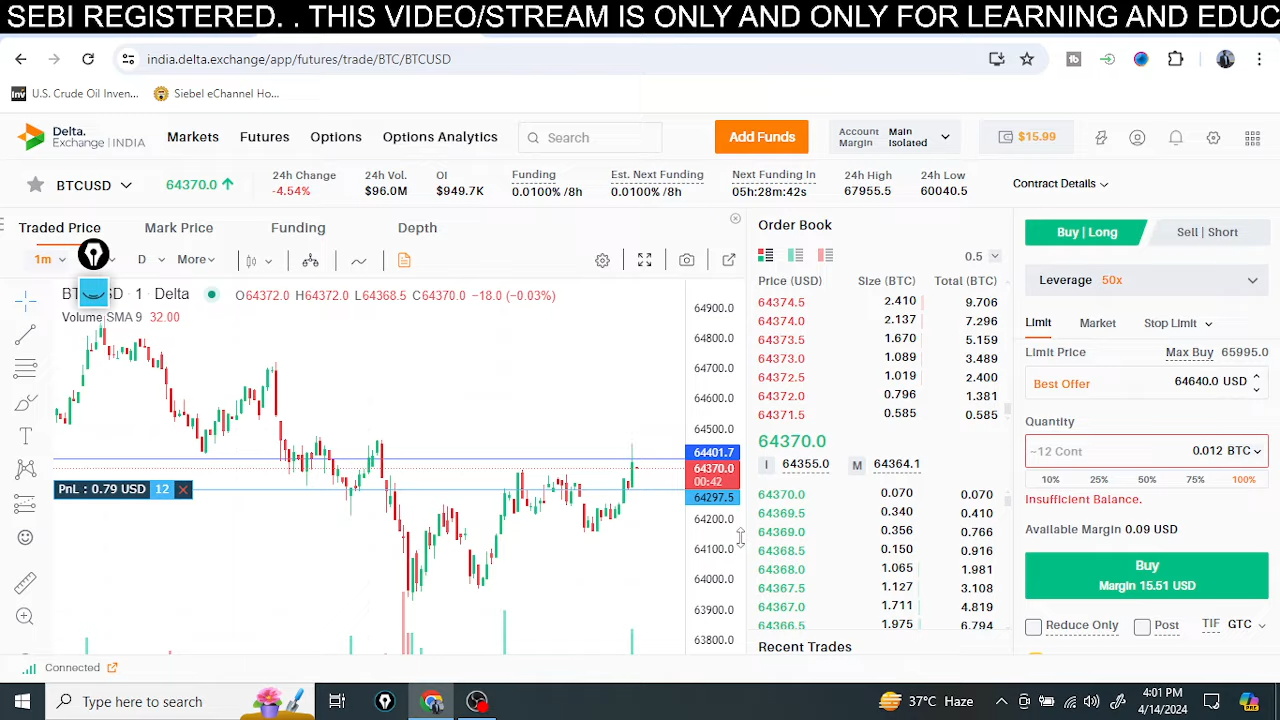 SEBI REGISTERED. . THIS VIDEO/STREAM IS ONLY AND ONLY FOR LEARNING AND EDUC
india.delta.exchange/app/futures/trade/BTC/BTCUSD
U.S. Crude Oil Inven...
Siebel eChannel Ho...
Delta. Exchange | INDIA
Markets
Futures
Options
Options Analytics
Search
Add Funds
Account Margin
Main Isolated
$15.99
BTCUSD
64370.0
24h Change
-4.54%
24h Vol.
$96.0M
OI
$949.7K
Funding
0.0100% /8h
Est. Next Funding
0.0100% /8h
Next Funding In
05h:28m:42s
24h High
67955.5
24h Low
60040.5
Contract Details
Traded Price
Mark Price
Funding
Depth
1m
D
More
BT D · 1 · Delta
O64372.0 H64372.0 L64368.5 C64370.0 −18.0 (−0.03%)
Volume SMA 9 32.00
64900.0
64800.0
64700.0
64600.0
64500.0
64401.7
64370.0
00:42
64297.5
64200.0
64100.0
64000.0
63900.0
63800.0
PnL : 0.79 USD 12
T
Order Book
0.5
Price (USD) Size (BTC) Total (BTC)
64374.5 2.410 9.706
64374.0 2.137 7.296
64373.5 1.670 5.159
64373.0 1.089 3.489
64372.5 1.019 2.400
64372.0 0.796 1.381
64371.5 0.585 0.585
64370.0
I 64355.0 M 64364.1
64370.0 0.070 0.070
64369.5 0.340 0.410
64369.0 0.356 0.766
64368.5 0.150 0.916
64368.0 1.065 1.981
64367.5 1.127 3.108
64367.0 1.711 4.819
64366.5 1.975 6.794
Recent Trades
Buy | Long
Sell | Short
Leverage 50x
Limit
Market
Stop Limit
Limit Price
Max Buy 65995.0
Best Offer
64640.0 USD
Quantity
~12 Cont
0.012 BTC
10% 25% 50% 75% 100%
Insufficient Balance.
Available Margin 0.09 USD
Buy
Margin 15.51 USD
Reduce Only
Post
TIF GTC
Connected
Type here to search
37°C Haze
4:01 PM
4/14/2024